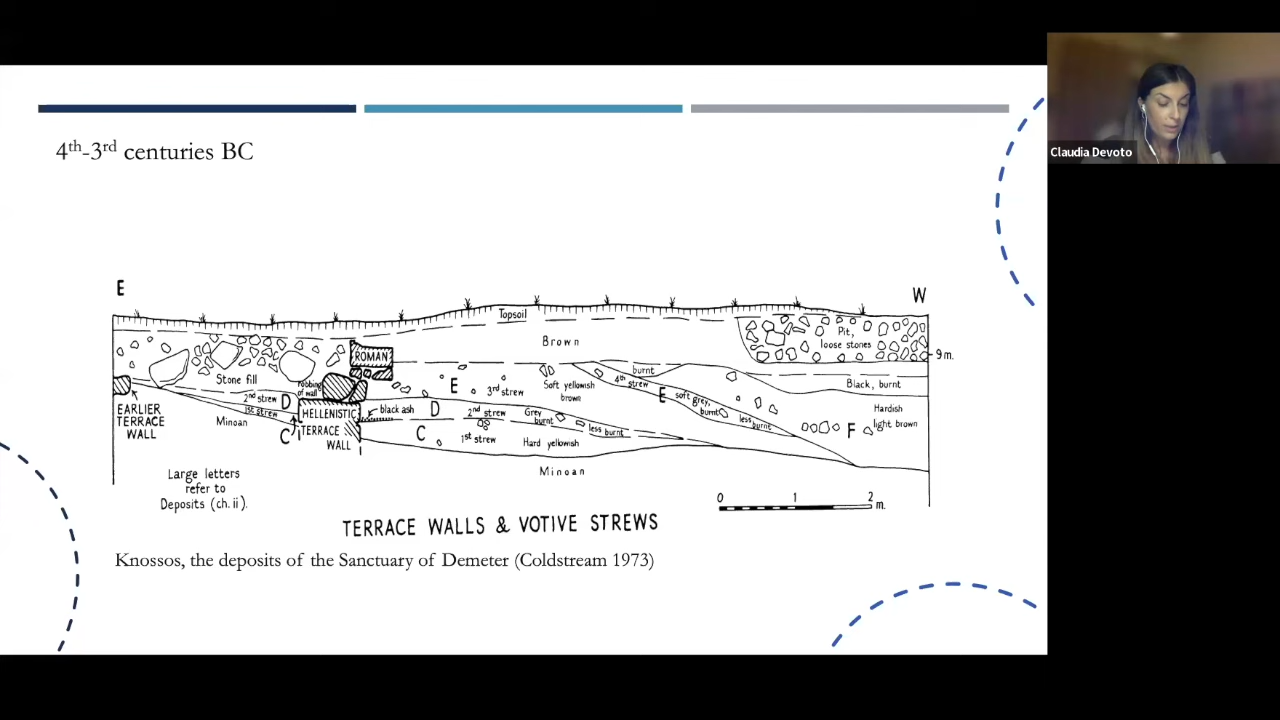 4th-3rd centuries BC
Claudia Devoto
E
W
Topsoil
Brown
Pit,
loose stones
9 m.
ROMAN
burnt
Black, burnt
Stone fill
robbing
of wall
E
3rd strew
Soft yellowish
brown
4th
strew
E
soft grey,
burnt
less
burnt
Hardish
light brown
F
EARLIER
TERRACE
WALL
2nd strew
D
1st strew
Minoan
C
HELLENISTIC
TERRACE
WALL
black ash
D
2nd strew
Grey
burnt
less burnt
C
1st strew
Hard yellowish
Minoan
Large letters
refer to
Deposits (ch. ii).
0 1 2
m.
TERRACE WALLS & VOTIVE STREWS
Knossos, the deposits of the Sanctuary of Demeter (Coldstream 1973)